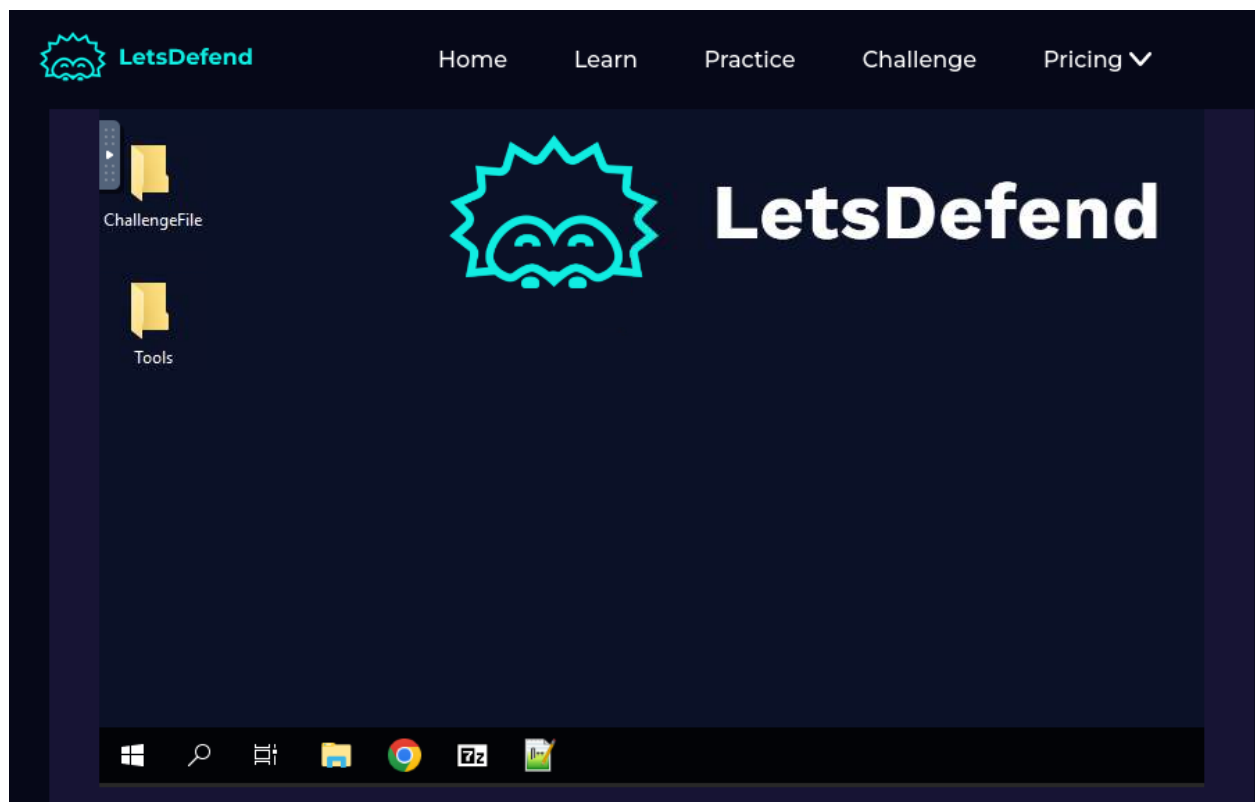 LetsDefend
Home Learn Practice Challenge Pricing
ChallengeFile
LetsDefend
Tools
7z